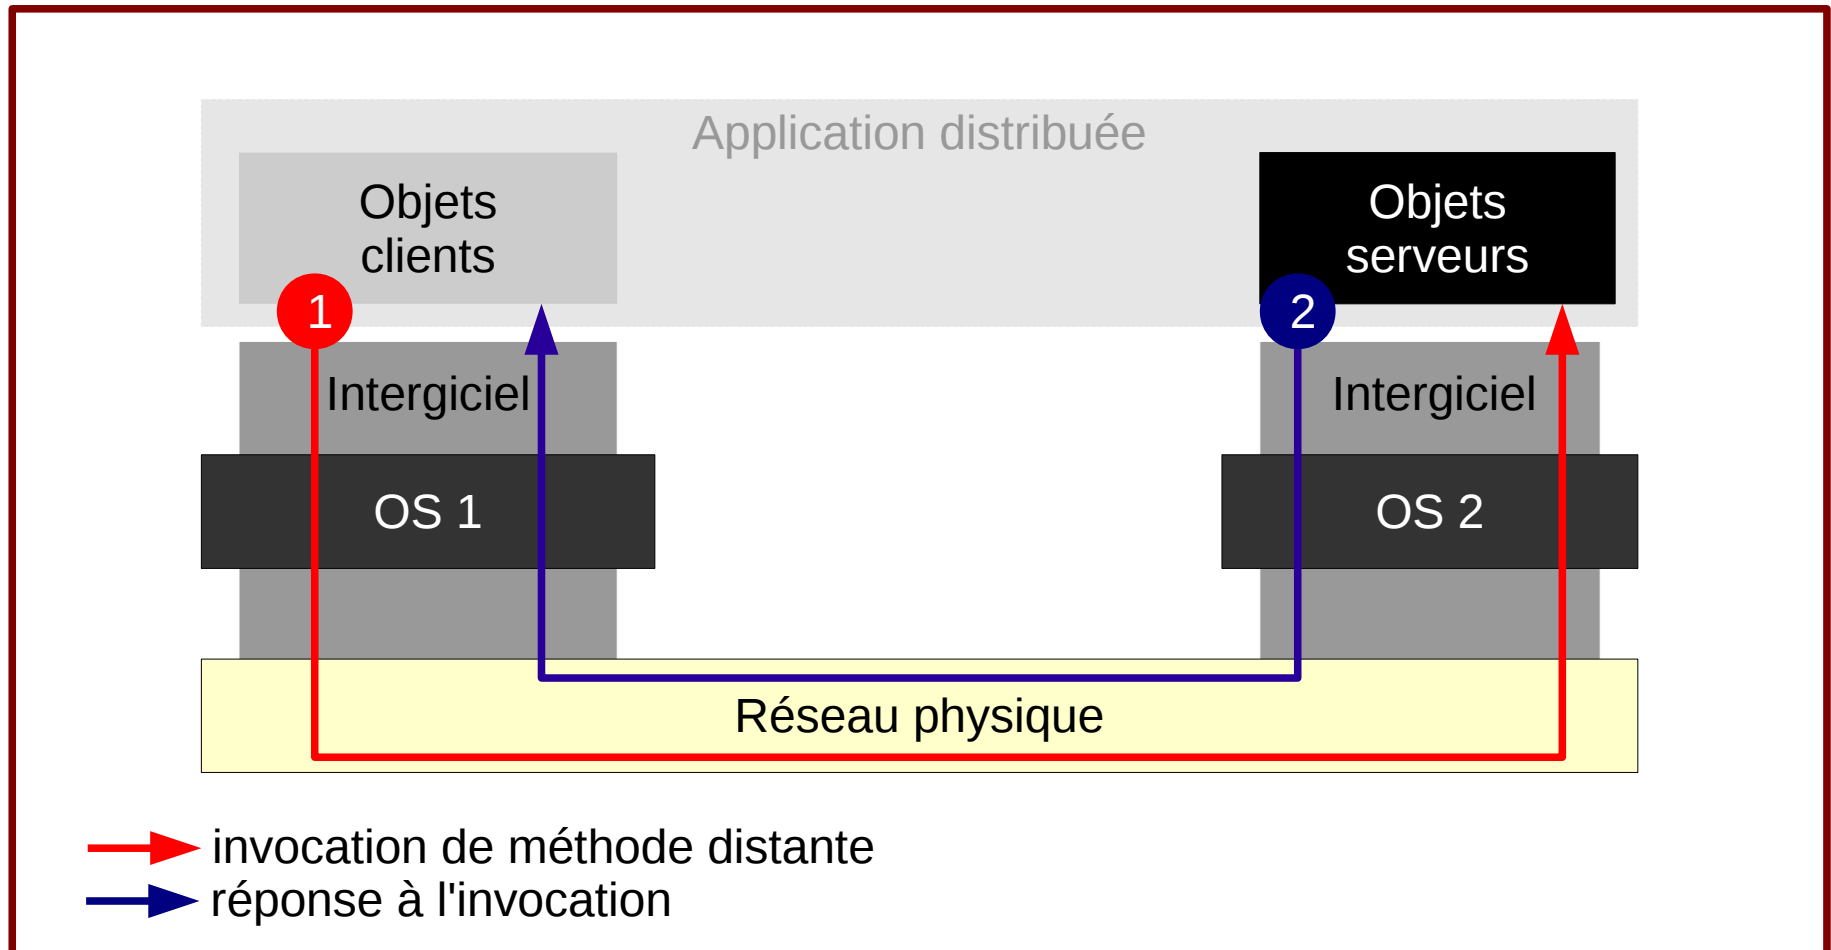 Application distribuée
Objets
clients
Objets
serveurs
1
2
Intergiciel
Intergiciel
OS 1
OS 2
Réseau physique
invocation de méthode distante
réponse à l'invocation